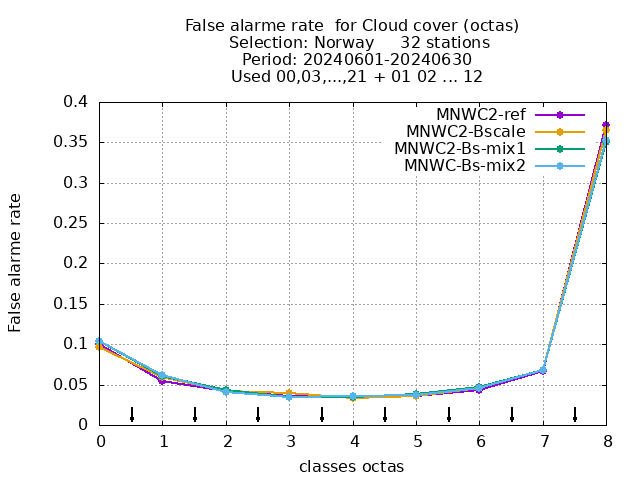 False alarme rate  for Cloud cover (octas)
Selection: Norway     32 stations
Period: 20240601-20240630
Used 00,03,...,21 + 01 02 ... 12
MNWC2-ref
MNWC2-Bscale
MNWC2-Bs-mix1
MNWC-Bs-mix2
False alarme rate
0.4
0.35
0.3
0.25
0.2
0.15
0.1
0.05
0
0 1 2 3 4 5 6 7 8
classes octas